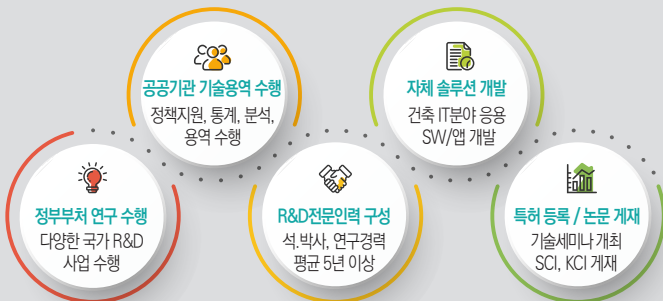 공공기관 기술용역 수행
정책지원, 통계, 분석,
용역 수행
자체 솔루션 개발
건축 IT분야 응용
SW/앱 개발
정부부처 연구 수행
다양한 국가 R&D
사업 수행
R&D전문인력 구성
석.박사, 연구경력
평균 5년 이상
특허 등록 / 논문 게재
기술세미나 개최
SCI, KCI 게재